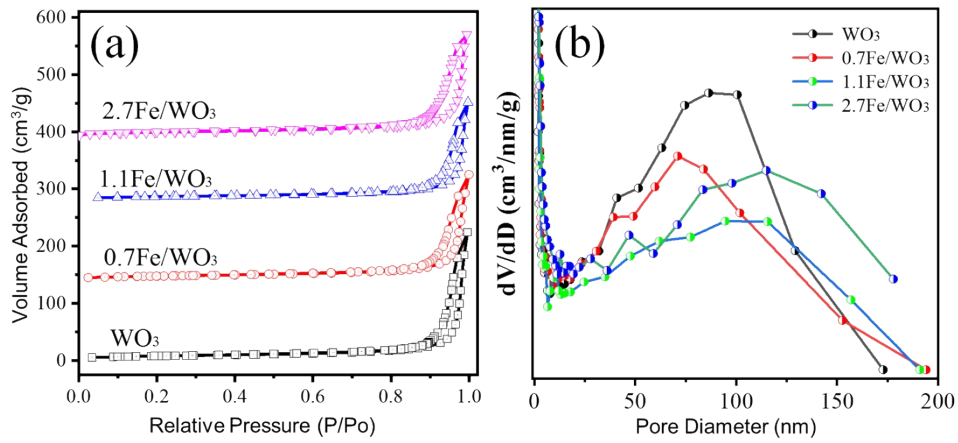 (a)
600
500
400
300
200
100
0
Volume Adsorbed (cm³/g)
2.7Fe/WO₃
1.1Fe/WO₃
0.7Fe/WO₃
WO₃
0.0 0.2 0.4 0.6 0.8 1.0
Relative Pressure (P/Po)
(b)
WO₃
0.7Fe/WO₃
1.1Fe/WO₃
2.7Fe/WO₃
dV/dD (cm³/nm/g)
0 50 100 150 200
Pore Diameter (nm)